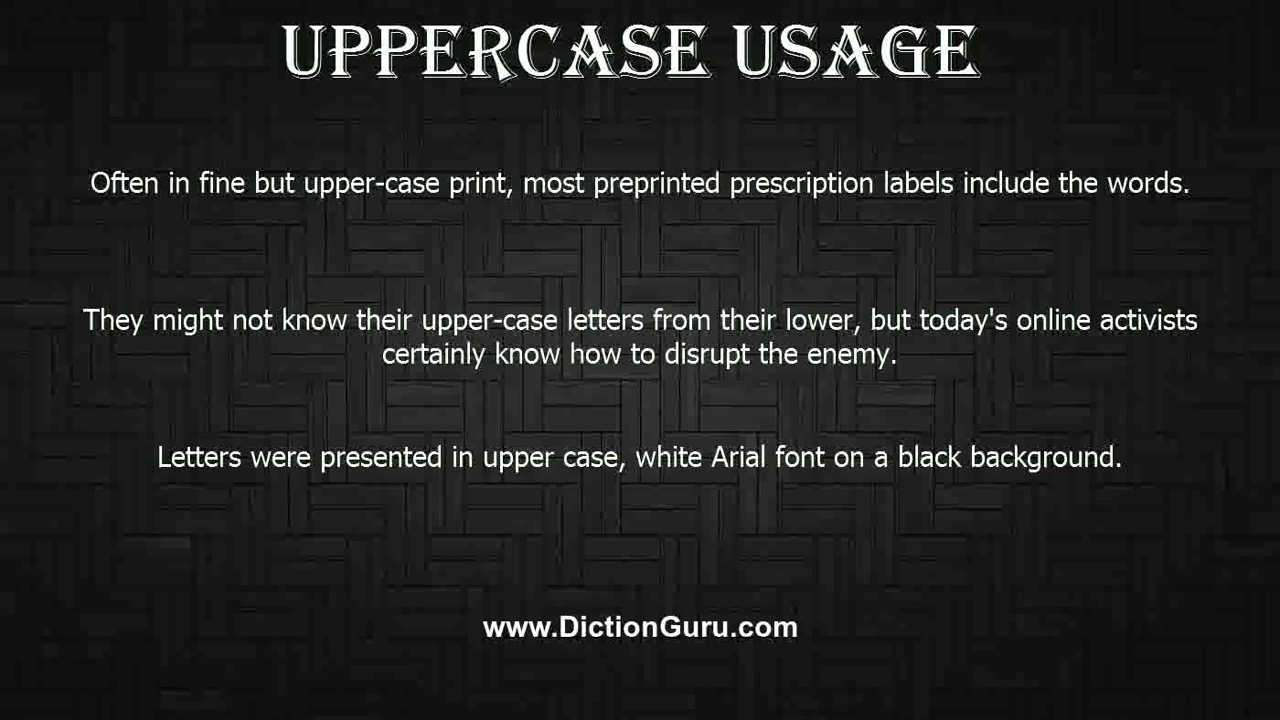 UPPERCASE USAGE
Often in fine but upper-case print, most preprinted prescription labels include the words.
They might not know their upper-case letters from their lower, but today's online activists
certainly know how to disrupt the enemy.
Letters were presented in upper case, white Arial font on a black background.
www.DictionGuru.com